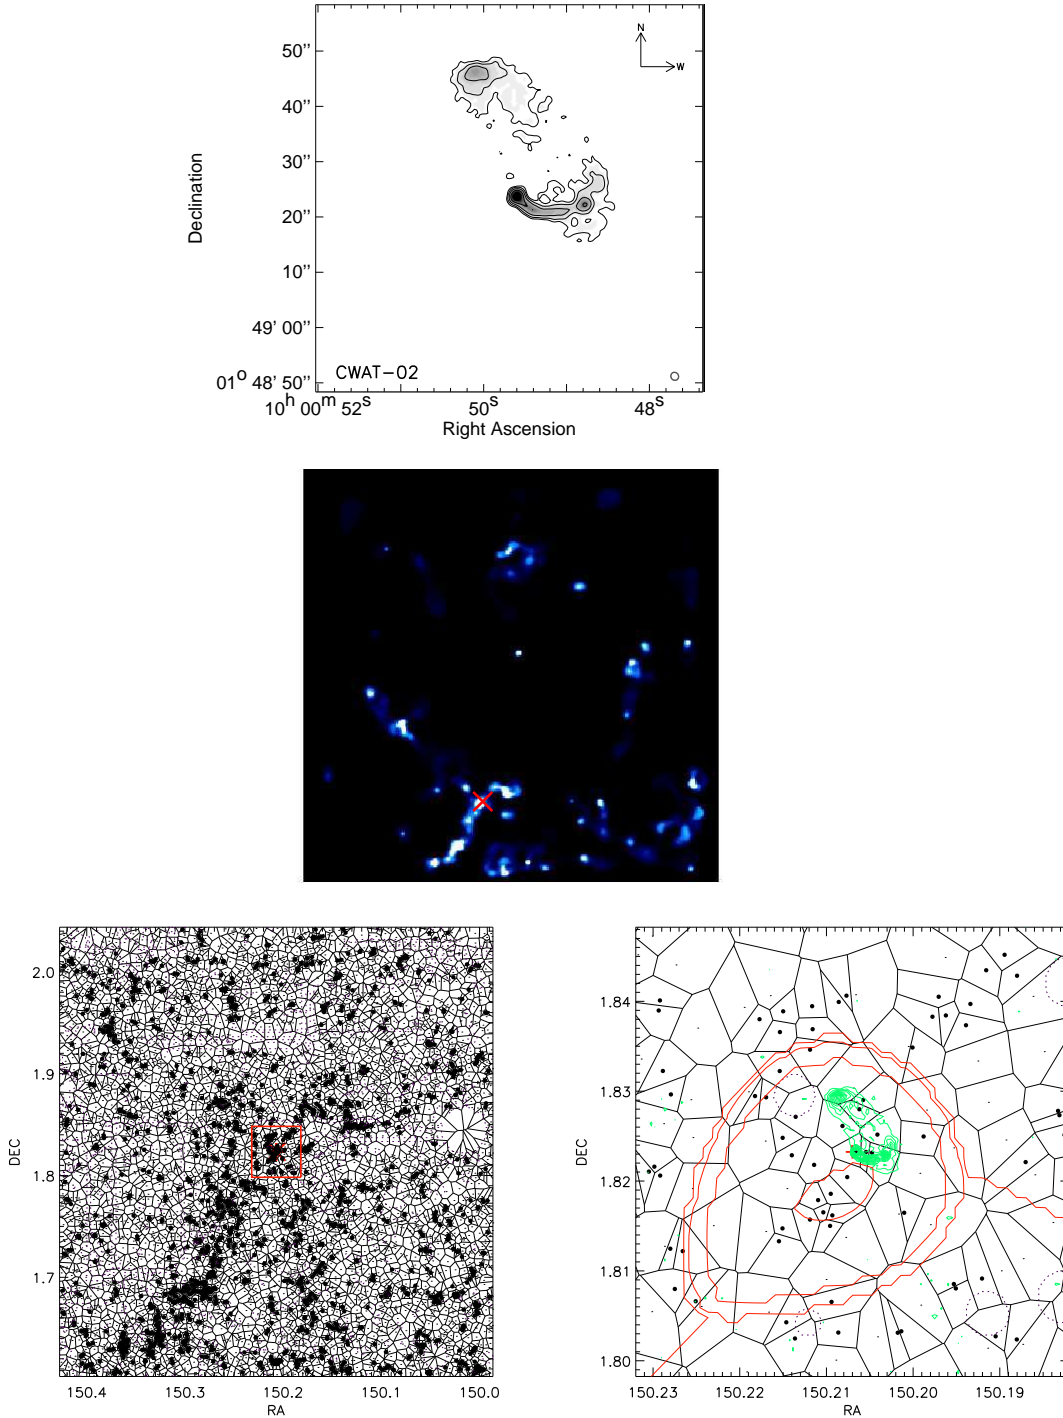 N
W
50''
40''
30''
20''
10''
49' 00''
01° 48' 50''
Declination
CWAT-02
10h 00m 52s 50s 48s
Right Ascension
2.0
1.9
1.8
1.7
DEC
150.4 150.3 150.2 150.1 150.0
RA
1.84
1.83
1.82
1.81
1.80
DEC
150.23 150.22 150.21 150.20 150.19
RA